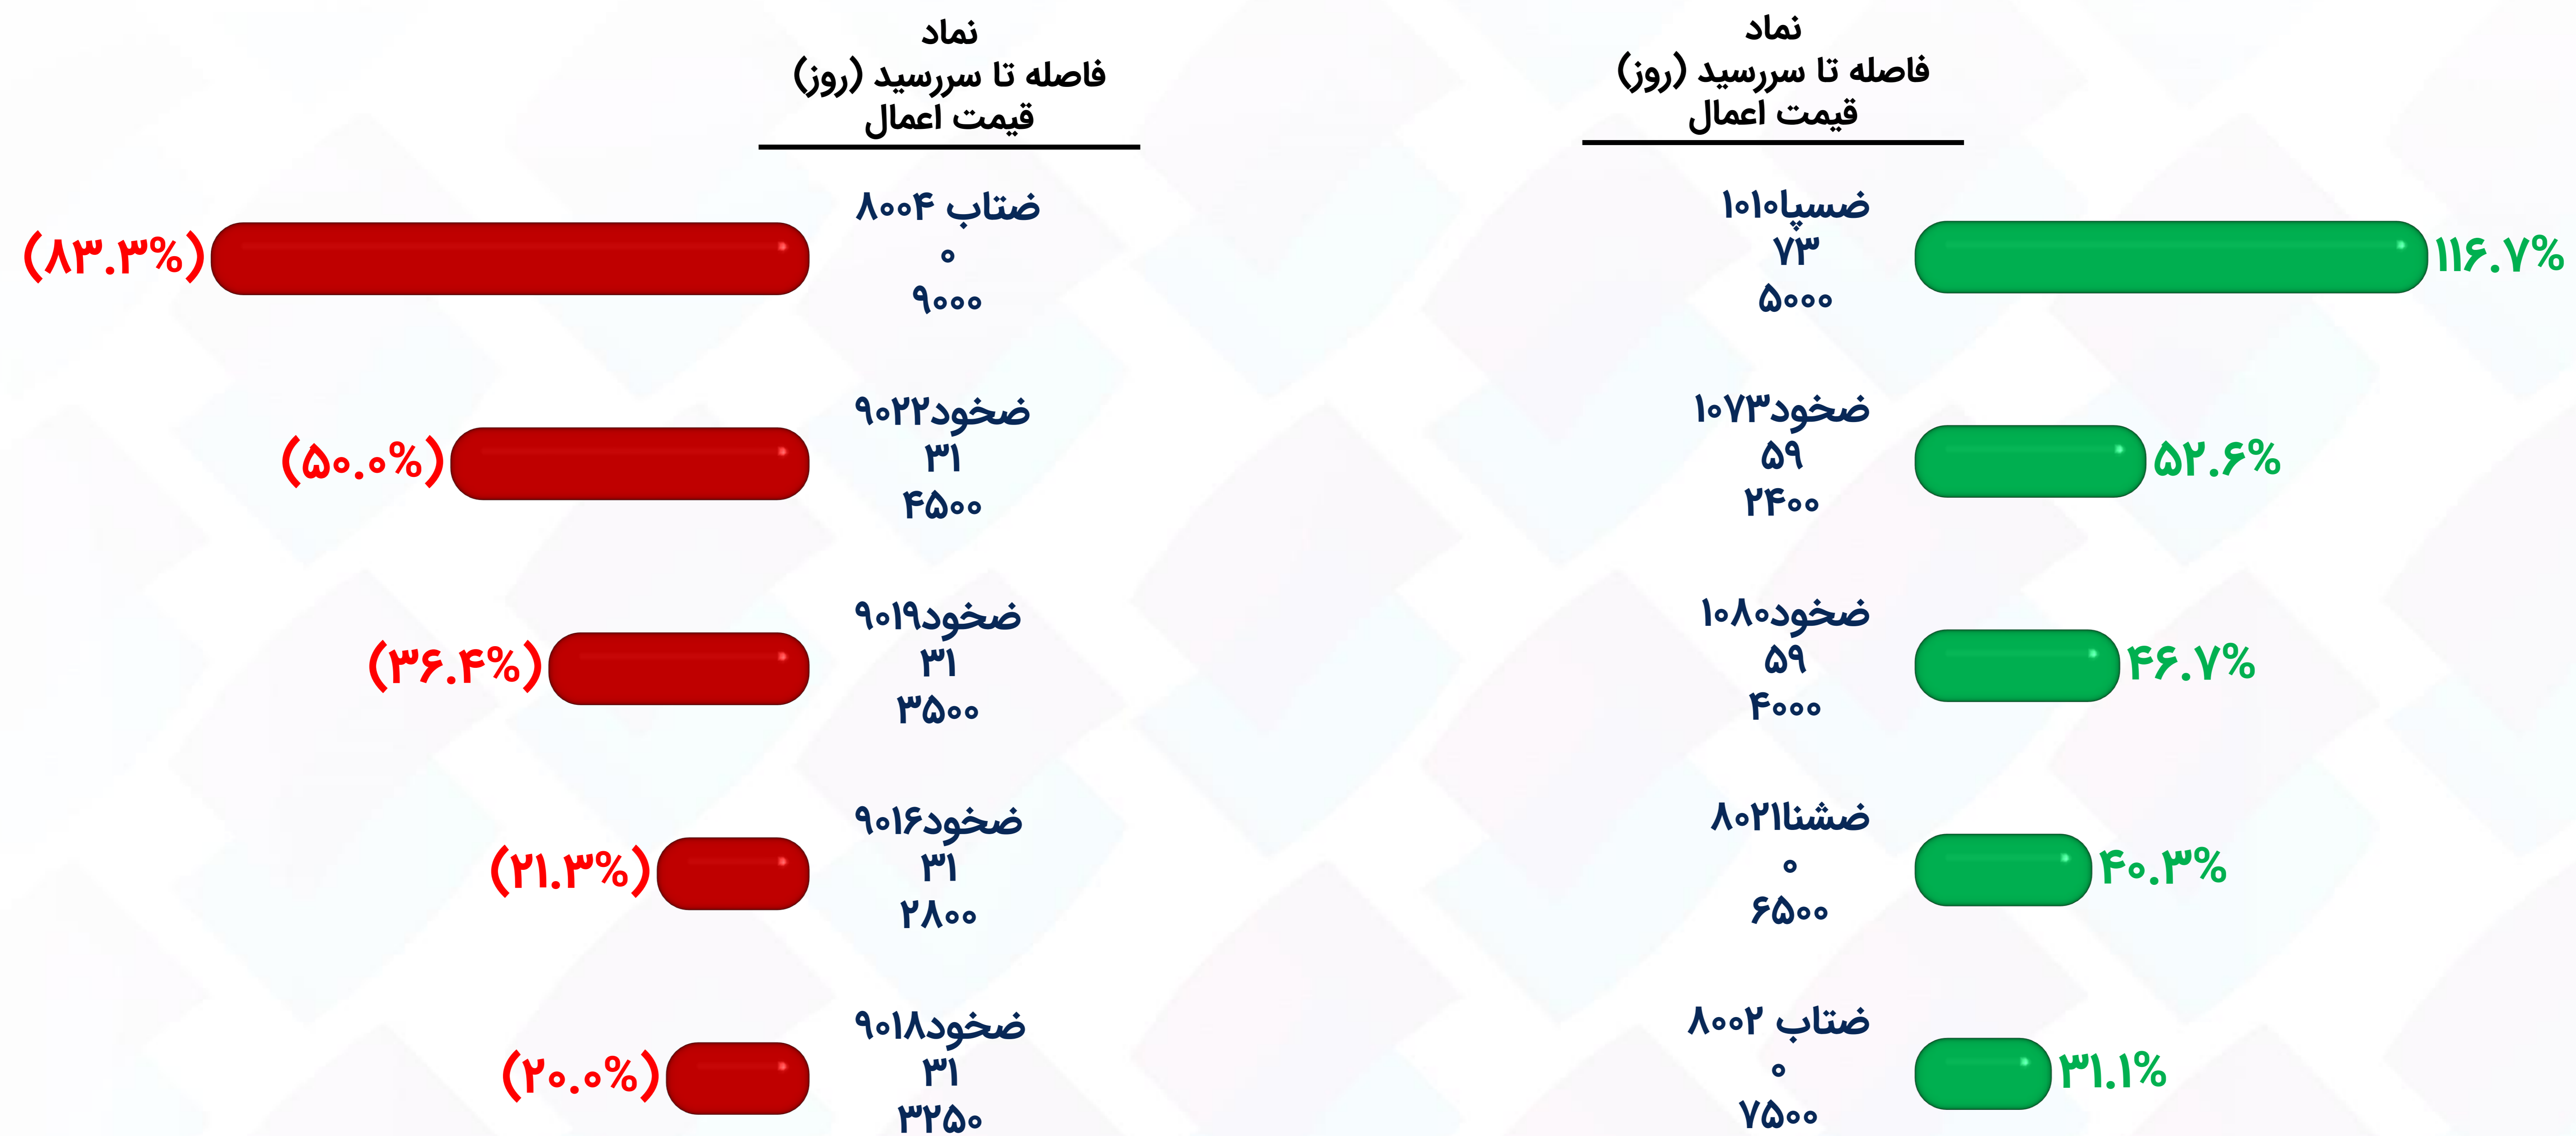 نماد
فاصله تا سررسید (روز)
قیمت اعمال
ضسپا۱۰۱۰
۷۳
۵۰۰۰
۱۱۶.۷%
ضخود۱۰۷۳
۵۹
۲۴۰۰
۵۲.۶%
ضخود۱۰۸۰
۵۹
۴۰۰۰
۴۶.۷%
ضشنا۸۰۲۱
۰
۶۵۰۰
۴۰.۳%
ضتاب ۸۰۰۲
۰
۷۵۰۰
۳۱.۱%
نماد
فاصله تا سررسید (روز)
قیمت اعمال
ضتاب ۸۰۰۴
۰
۹۰۰۰
(۸۳.۳%)
ضخود۹۰۲۲
۳۱
۴۵۰۰
(۵۰.۰%)
ضخود۹۰۱۹
۳۱
۳۵۰۰
(۳۶.۴%)
ضخود۹۰۱۶
۳۱
۲۸۰۰
(۲۱.۳%)
ضخود۹۰۱۸
۳۱
۳۲۵۰
(۲۰.۰%)